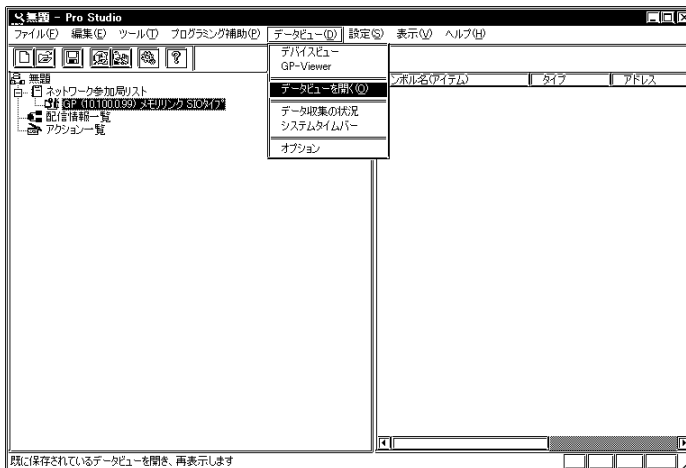 無題 - Pro Studio
ファイル(F) 編集(E) ツール(T) プログラミング補助(P) データビュー(D) 設定(S) 表示(V) ヘルプ(H)
デバイスビュー
GP-Viewer
データビューを開く(O)
データ収集の状況
システムタイムバー
オプション
無題
ネットワーク参加局リスト
GP (10.100.0.99) メモリリンク SIOタイプ
配信情報一覧
アクション一覧
ンボル名(アイテム) タイプ アドレス
既に保存されているデータビューを開き、再表示します